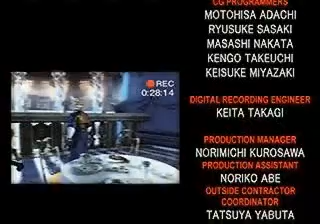 CG PROGRAMMERS
MOTOHISA ADACHI
RYUSUKE SASAKI
MASASHI NAKATA
KENGO TAKEUCHI
KEISUKE MIYAZAKI
REC
0:28:14
DIGITAL RECORDING ENGINEER
KEITA TAKAGI
PRODUCTION MANAGER
NORIMICHI KUROSAWA
PRODUCTION ASSISTANT
NORIKO ABE
OUTSIDE CONTRACTOR
COORDINATOR
TATSUYA YABUTA